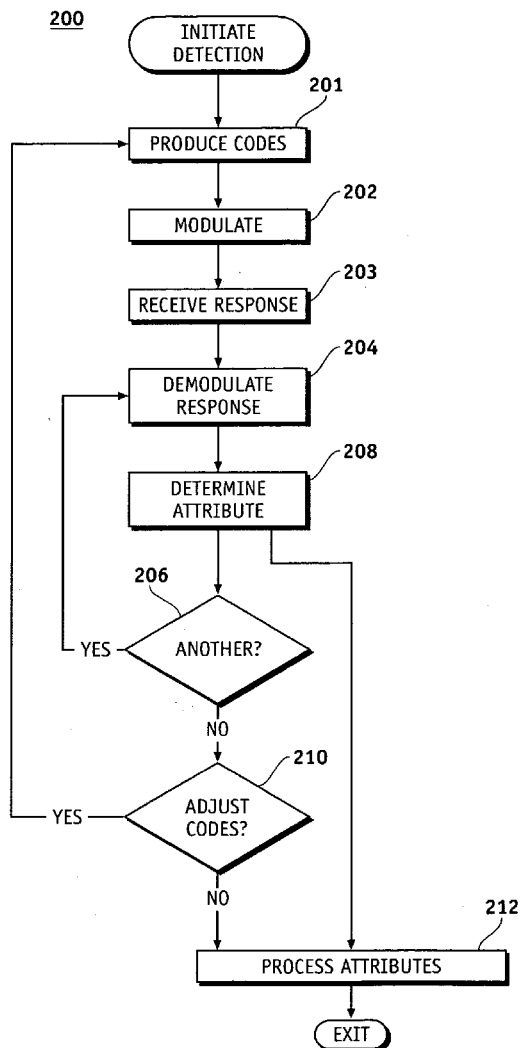 200
INITIATE
DETECTION
201
PRODUCE CODES
202
MODULATE
203
RECEIVE RESPONSE
204
DEMODULATE
RESPONSE
208
DETERMINE
ATTRIBUTE
206
ANOTHER?
YES
NO
210
ADJUST
CODES?
YES
NO
212
PROCESS ATTRIBUTES
EXIT